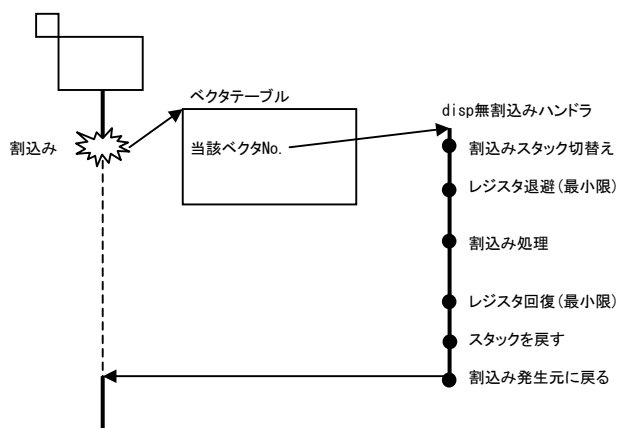 ベクタテーブル
disp無割込みハンドラ
割込み
当該ベクタNo.
割込みスタック切替え
レジスタ退避(最小限)
割込み処理
レジスタ回復(最小限)
スタックを戻す
割込み発生元に戻る